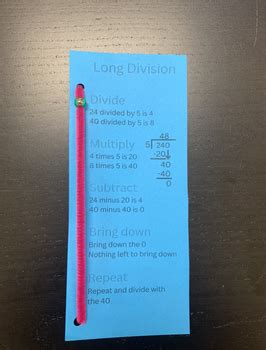 Long Division
Divide
24 divided by 5 is 4
40 divided by 5 is 8
Multiply
4 times 5 is 20
8 times 5 is 40
48
5 240
-20
40
-40
0
Subtract
24 minus 20 is 4
40 minus 40 is 0
Bring down
Bring down the 0
Nothing left to bring down
Repeat
Repeat and divide with
the 40